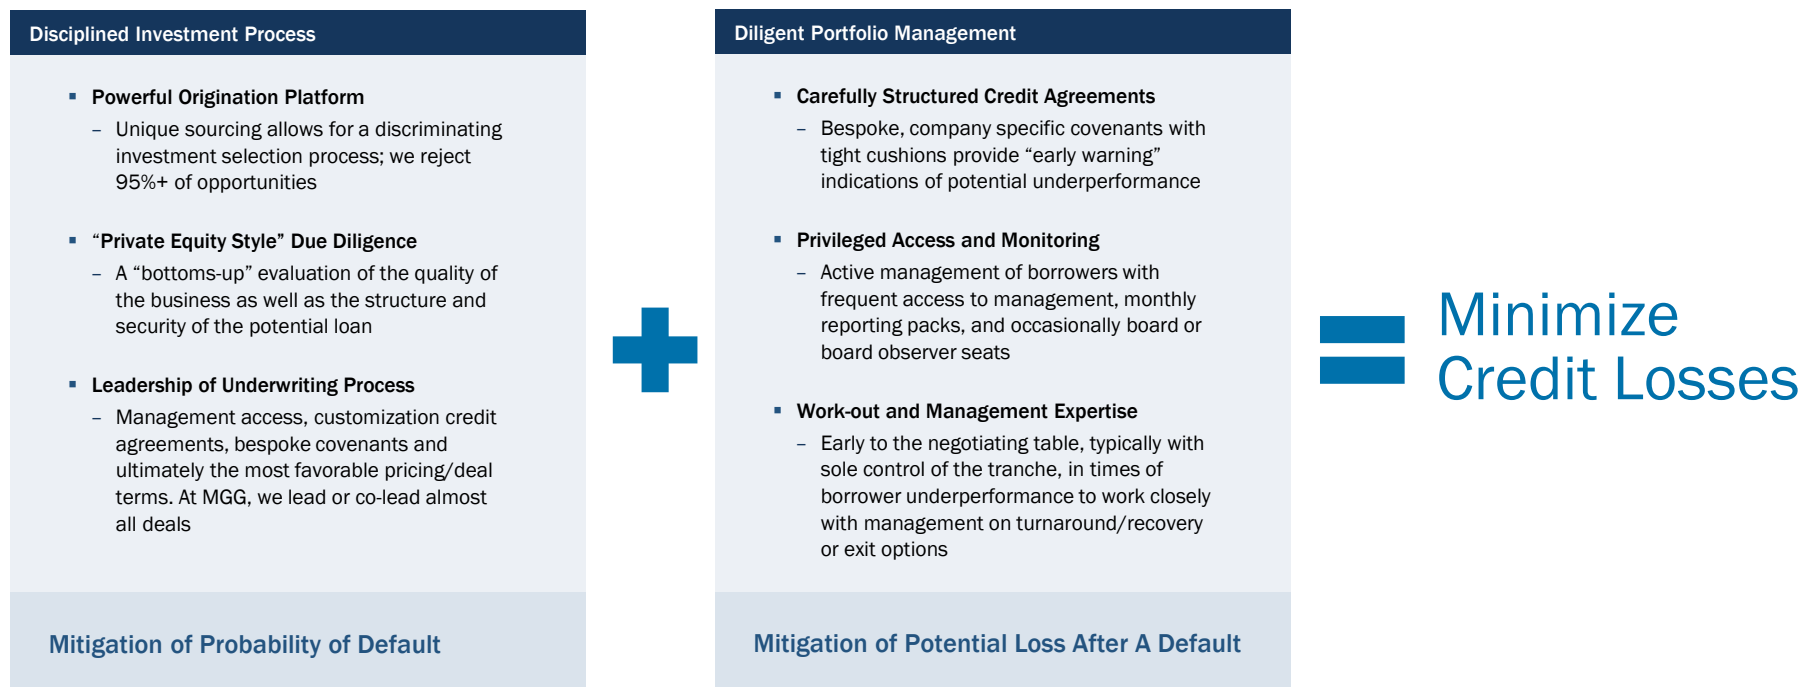 Disciplined Investment Process
▪ Powerful Origination Platform
– Unique sourcing allows for a discriminating
investment selection process; we reject
95%+ of opportunities
▪ “Private Equity Style” Due Diligence
– A “bottoms-up” evaluation of the quality of
the business as well as the structure and
security of the potential loan
▪ Leadership of Underwriting Process
– Management access, customization credit
agreements, bespoke covenants and
ultimately the most favorable pricing/deal
terms. At MGG, we lead or co-lead almost
all deals
Mitigation of Probability of Default
Diligent Portfolio Management
▪ Carefully Structured Credit Agreements
– Bespoke, company specific covenants with
tight cushions provide “early warning”
indications of potential underperformance
▪ Privileged Access and Monitoring
– Active management of borrowers with
frequent access to management, monthly
reporting packs, and occasionally board or
board observer seats
▪ Work-out and Management Expertise
– Early to the negotiating table, typically with
sole control of the tranche, in times of
borrower underperformance to work closely
with management on turnaround/recovery
or exit options
Mitigation of Potential Loss After A Default
Minimize
Credit Losses